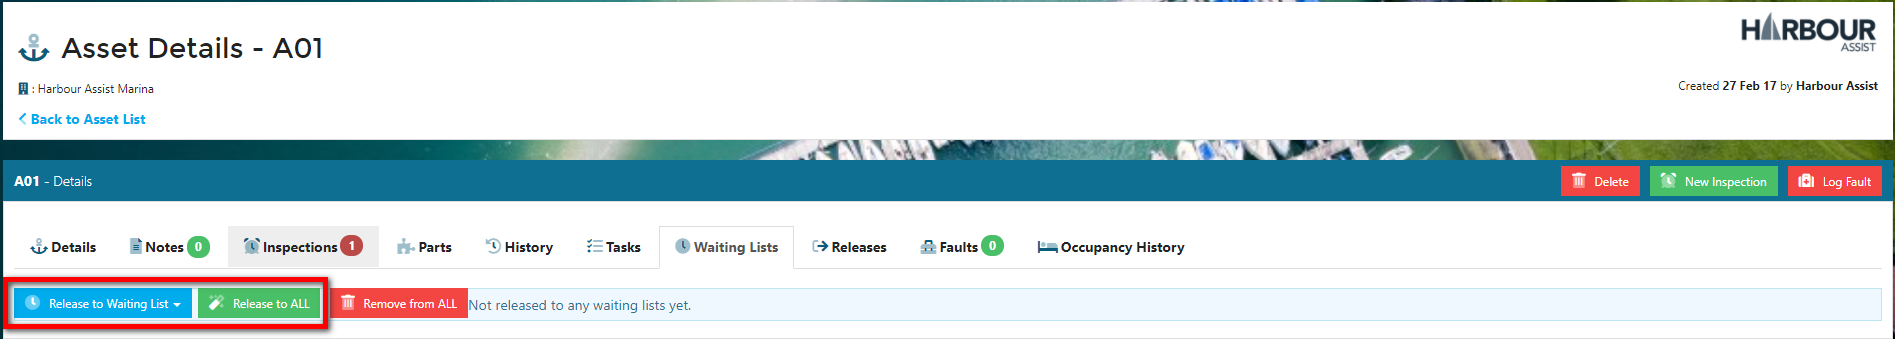 Asset Details - A01
HARBOUR
ASSIST
: Harbour Assist Marina
Created 27 Feb 17 by Harbour Assist
Back to Asset List
A01 - Details
Delete
New Inspection
Log Fault
Details
Notes 0
Inspections 1
Parts
History
Tasks
Waiting Lists
Releases
Faults 0
Occupancy History
Release to Waiting List
Release to ALL
Remove from ALL
Not released to any waiting lists yet.